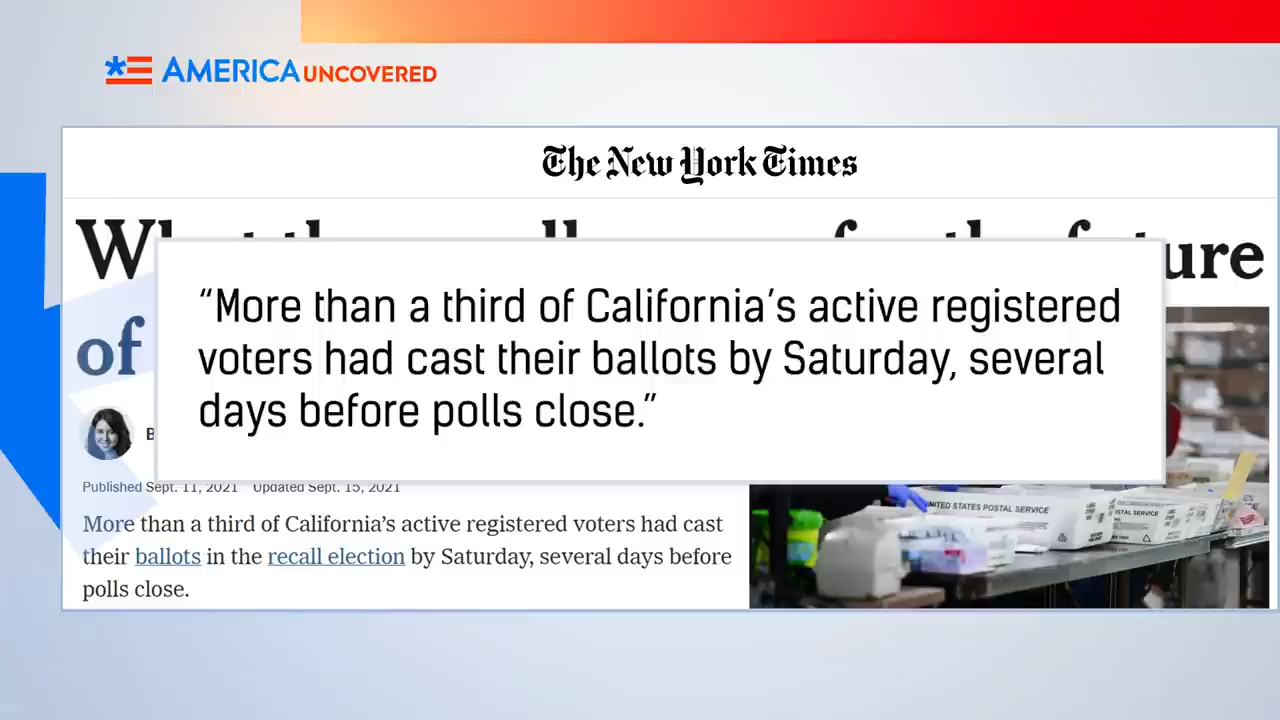 AMERICA UNCOVERED
The New York Times
“More than a third of California’s active registered
voters had cast their ballots by Saturday, several
days before polls close.”
of
Published Sept. 11, 2021 Updated Sept. 15, 2021
More than a third of California’s active registered voters had cast
their ballots in the recall election by Saturday, several days before
polls close.
UNITED STATES POSTAL SERVICE